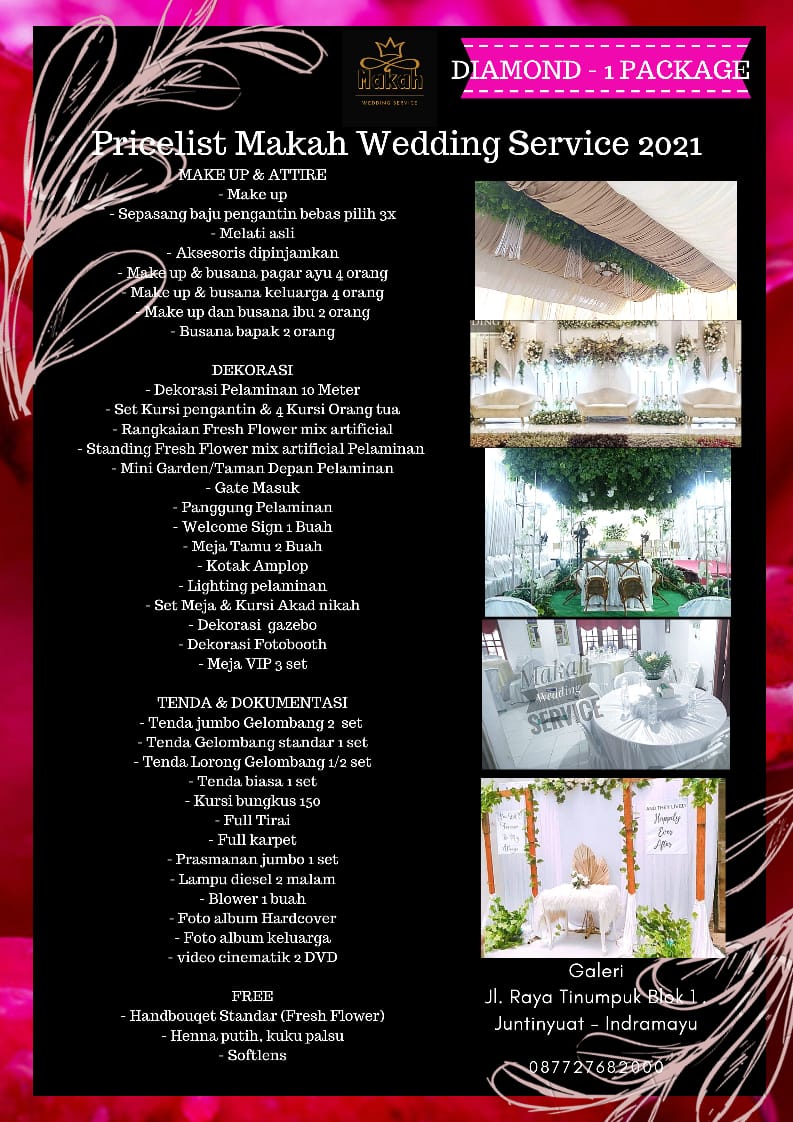 Makah
WEDDING SERVICE
DIAMOND - 1 PACKAGE
Pricelist Makah Wedding Service 2021
MAKE UP & ATTIRE
- Make up
- Sepasang baju pengantin bebas pilih 3x
- Melati asli
- Aksesoris dipinjamkan
- Make up & busana pagar ayu 4 orang
- Make up & busana keluarga 4 orang
- Make up dan busana ibu 2 orang
- Busana bapak 2 orang
DEKORASI
- Dekorasi Pelaminan 10 Meter
- Set Kursi pengantin & 4 Kursi Orang tua
- Rangkaian Fresh Flower mix artificial
- Standing Fresh Flower mix artificial Pelaminan
- Mini Garden/Taman Depan Pelaminan
- Gate Masuk
- Panggung Pelaminan
- Welcome Sign 1 Buah
- Meja Tamu 2 Buah
- Kotak Amplop
- Lighting pelaminan
- Set Meja & Kursi Akad nikah
- Dekorasi gazebo
- Dekorasi Fotobooth
- Meja VIP 3 set
TENDA & DOKUMENTASI
- Tenda jumbo Gelombang 2 set
- Tenda Gelombang standar 1 set
- Tenda Lorong Gelombang 1/2 set
- Tenda biasa 1 set
- Kursi bungkus 150
- Full Tirai
- Full karpet
- Prasmanan jumbo 1 set
- Lampu diesel 2 malam
- Blower 1 buah
- Foto album Hardcover
- Foto album keluarga
- video cinematik 2 DVD
FREE
- Handbouqet Standar (Fresh Flower)
- Henna putih, kuku palsu
- Softlens
DING
Makah
Wedding
SERVICE
AND THEY LIVED
Happily
Ever
After
Galeri
Jl. Raya Tinumpuk Blok 1 .
Juntinyuat - Indramayu
087727682000